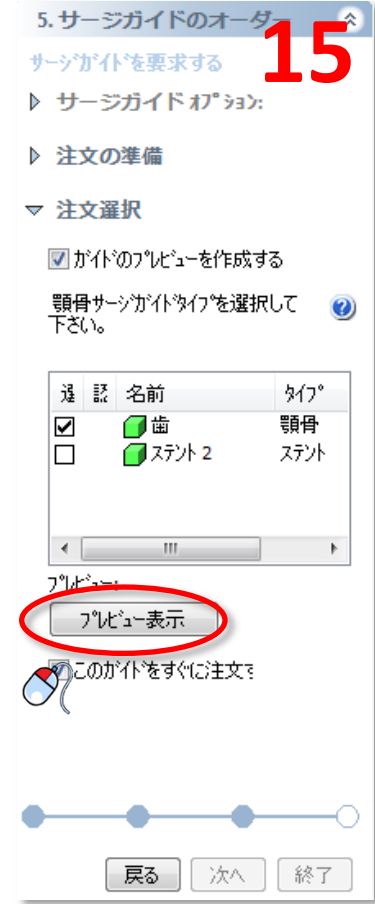 5. サージガイドのオーダー
15
サージガイドを要求する
サージガイド オプション:
注文の準備
注文選択
ガイドのプレビューを作成する
顎骨サージガイドタイプを選択して
下さい。
名前 タイプ
歯 顎骨
ステント 2 ステント
プレビュー:
プレビュー表示
このガイドをすぐに注文す
戻る 次へ 終了